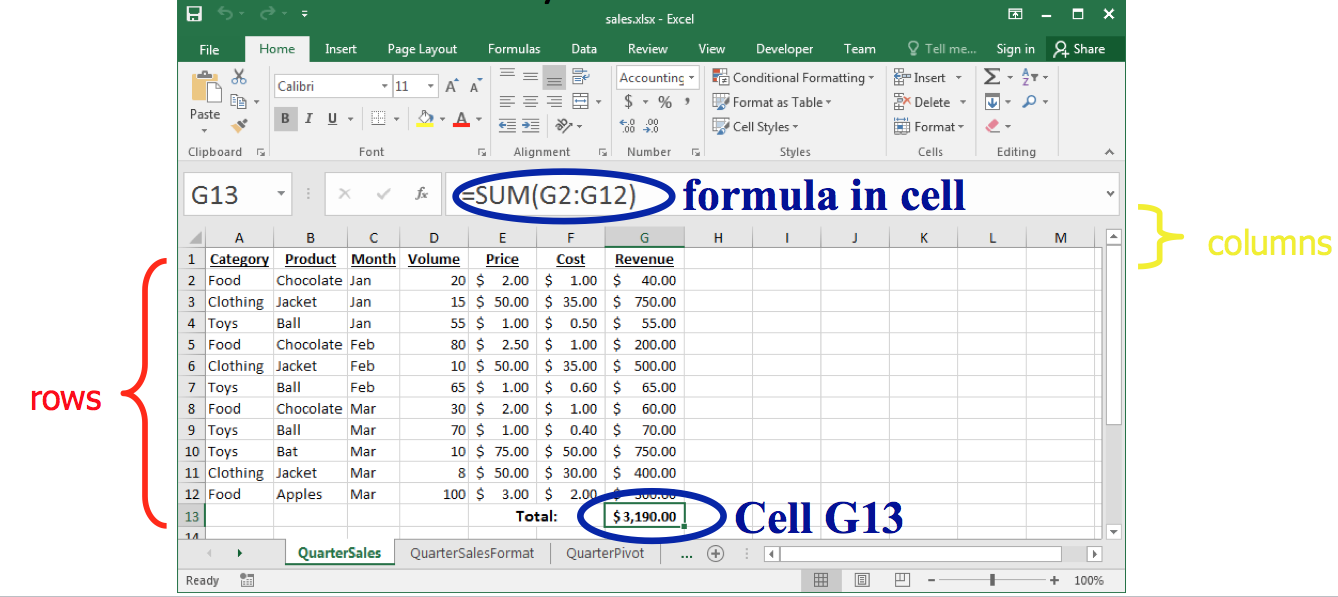 sales.xlsx - Excel
File Home Insert Page Layout Formulas Data Review View Developer Team Tell me... Sign in Share
Calibri 11 Accounting Conditional Formatting Insert
Paste B I U A $ % , Format as Table Delete
Cell Styles Format
Clipboard Font Alignment Number Styles Cells Editing
G13 fx =SUM(G2:G12) formula in cell
columns
A B C D E F G H I J K L M
1 Category Product Month Volume Price Cost Revenue
2 Food Chocolate Jan 20 $ 2.00 $ 1.00 $ 40.00
3 Clothing Jacket Jan 15 $ 50.00 $ 35.00 $ 750.00
4 Toys Ball Jan 55 $ 1.00 $ 0.50 $ 55.00
5 Food Chocolate Feb 80 $ 2.50 $ 1.00 $ 200.00
6 Clothing Jacket Feb 10 $ 50.00 $ 35.00 $ 500.00
7 Toys Ball Feb 65 $ 1.00 $ 0.60 $ 65.00
rows
8 Food Chocolate Mar 30 $ 2.00 $ 1.00 $ 60.00
9 Toys Ball Mar 70 $ 1.00 $ 0.40 $ 70.00
10 Toys Bat Mar 10 $ 75.00 $ 50.00 $ 750.00
11 Clothing Jacket Mar 8 $ 50.00 $ 30.00 $ 400.00
12 Food Apples Mar 100 $ 3.00 $ 2.00 $
13 Total: $3,190.00 Cell G13
14
QuarterSales QuarterSalesFormat QuarterPivot ...
Ready 100%